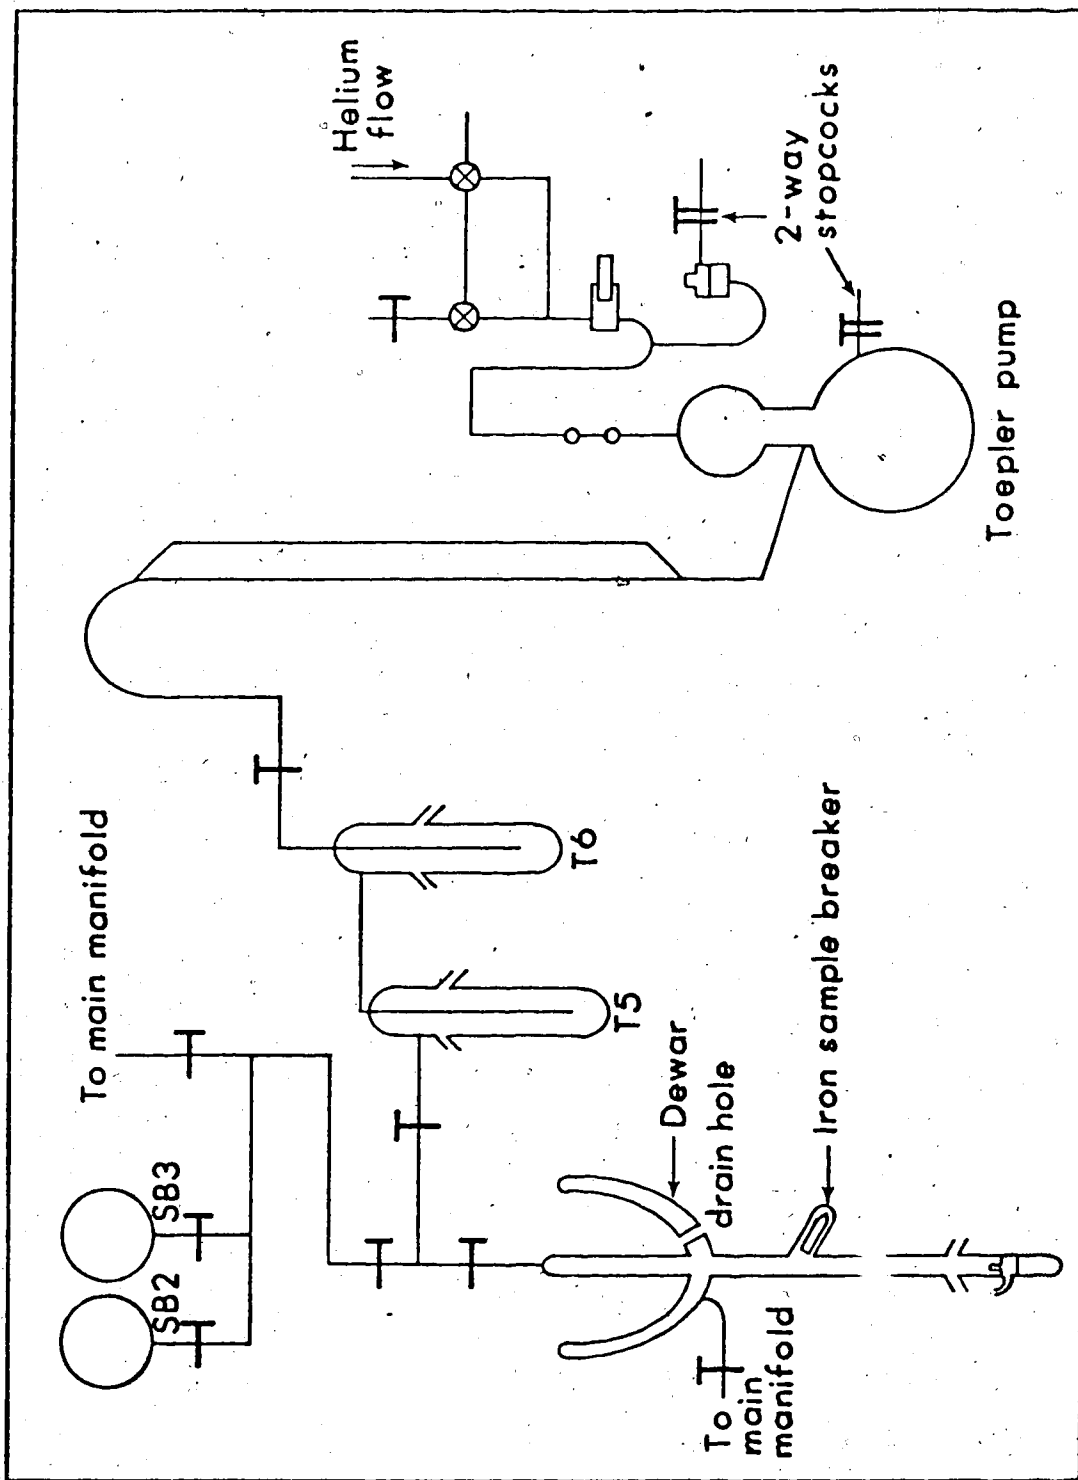 SB2
SB3
To main manifold
Helium
flow
2-way
stopcocks
T5
T6
Toepler pump
Dewar
drain hole
Iron sample breaker
To
main
manifold